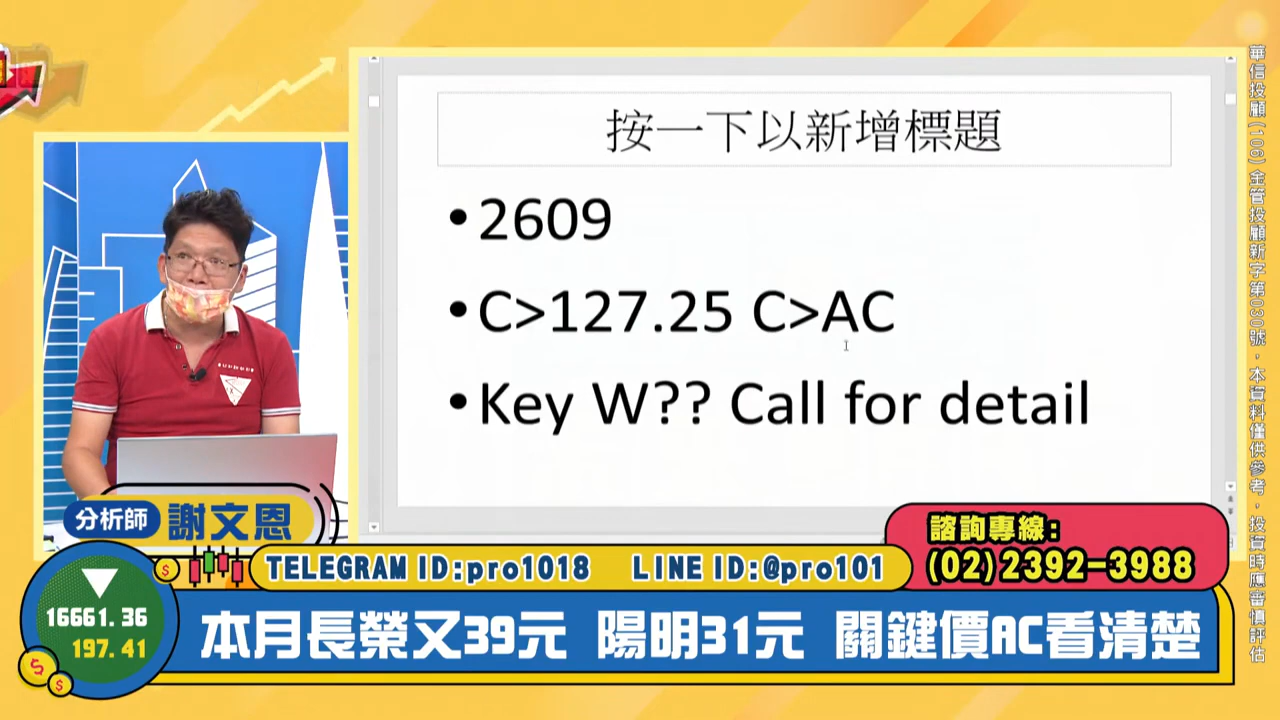 按一下以新增標題
•2609
•C>127.25 C>AC
•Key W?? Call for detail
華信投顧(106)金管投顧新字第030號，本資料僅供參考，投資時應審慎評估
分析師 謝文恩
諮詢專線:
(02)2392-3988
TELEGRAM ID:pro1018 LINE ID:@pro101
16661.36
197.41
本月長榮又39元 陽明31元 關鍵價AC看清楚